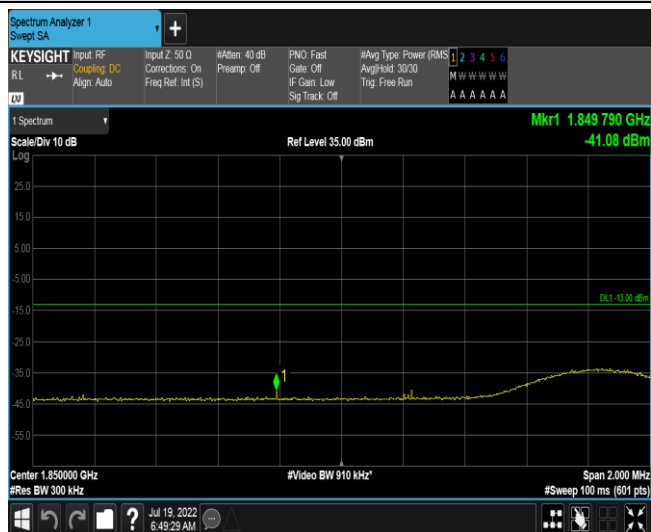 Spectrum Analyzer 1
Swept SA
KEYSIGHT
RL
Input: RF
Coupling: DC
Align: Auto
Input Z: 50 Ω
Corrections: On
Freq Ref: Int (S)
#Atten: 40 dB
Preamp: Off
PNO: Fast
Gate: Off
IF Gain: Low
Sig Track: Off
#Avg Type: Power (RMS
Avg|Hold: 30/30
Trig: Free Run
1 2 3 4 5 6
M W W W W W
A A A A A A
LXI
1 Spectrum
Mkr1 1.849 790 GHz
Scale/Div 10 dB
Ref Level 35.00 dBm
-41.08 dBm
Log
25.0
15.0
5.00
-5.00
DL1 -13.00 dBm
-15.0
-25.0
-35.0
1
-45.0
-55.0
Center 1.850000 GHz
#Video BW 910 kHz*
Span 2.000 MHz
#Res BW 300 kHz
#Sweep 100 ms (601 pts)
?
Jul 19, 2022
6:49:29 AM